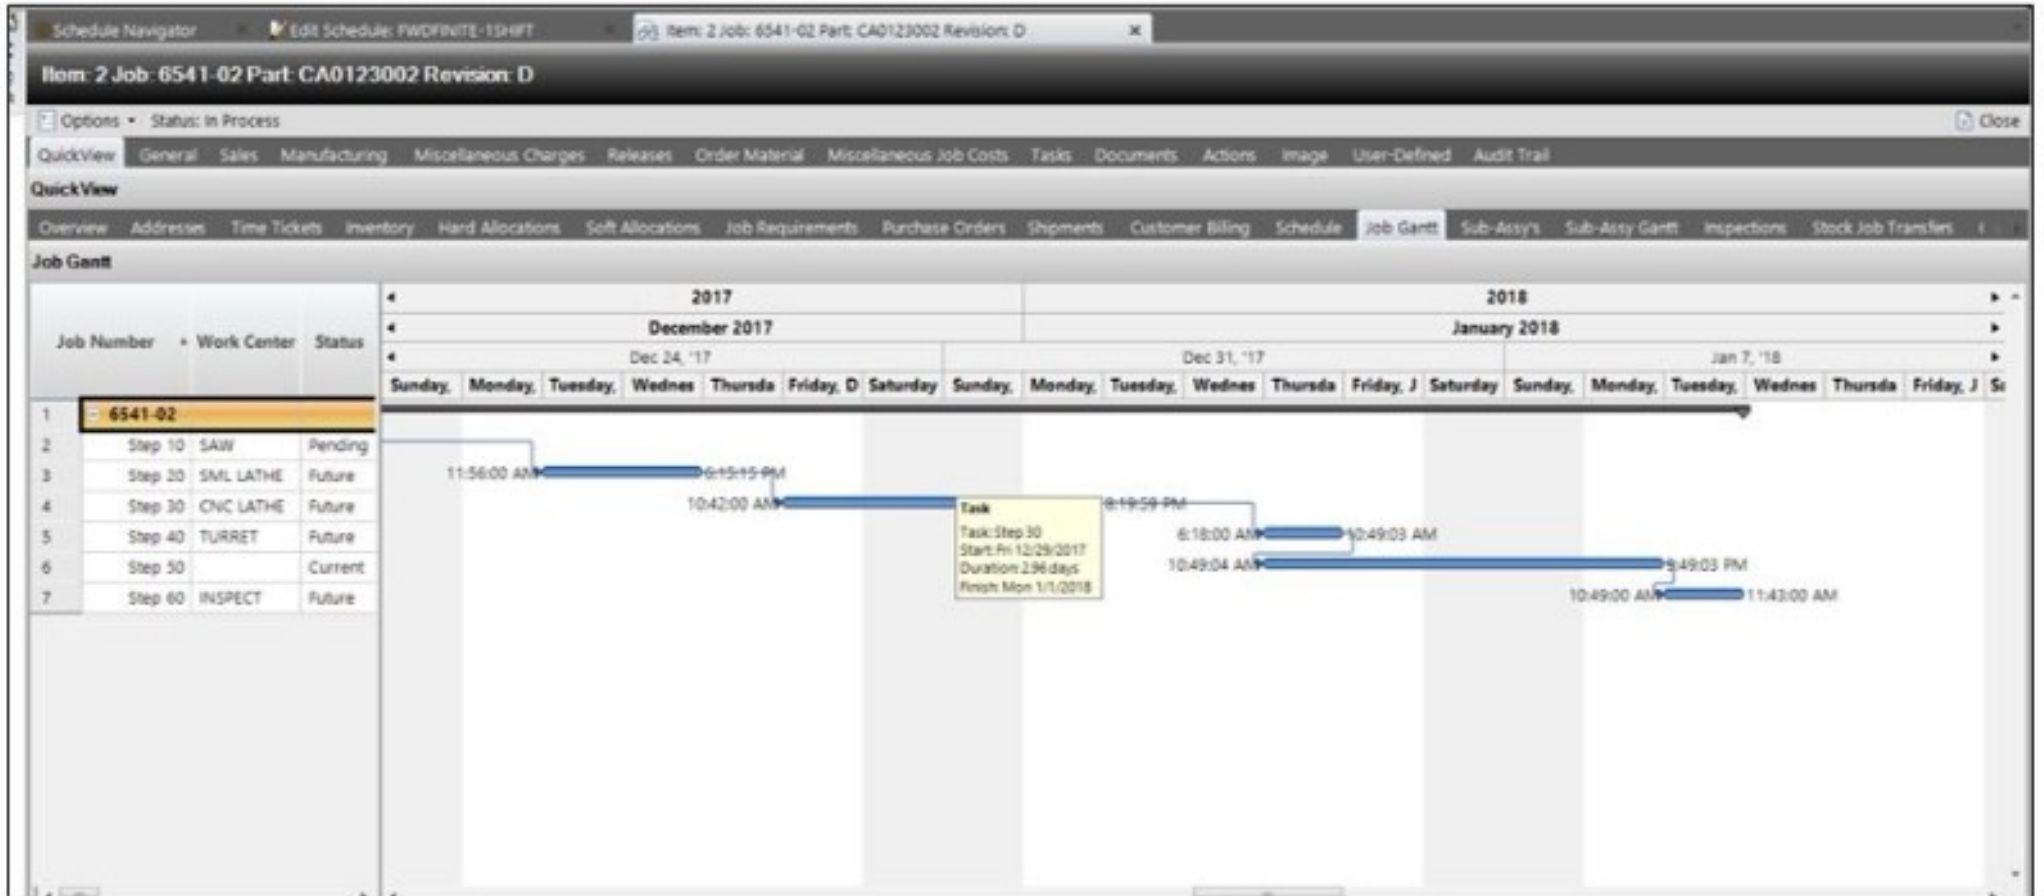 Schedule Navigator Edit Schedule: FWDFINITE-1SHIFT Item: 2 Job: 6541-02 Part: CA0123002 Revision: D
Item: 2 Job: 6541-02 Part: CA0123002 Revision: D
Options Status: In Process Close
QuickView General Sales Manufacturing Miscellaneous Charges Releases Order Material Miscellaneous Job Costs Tasks Documents Actions Image User-Defined Audit Trail
QuickView
Overview Addresses Time Tickets Inventory Hard Allocations Soft Allocations Job Requirements Purchase Orders Shipments Customer Billing Schedule Job Gantt Sub-Assy's Sub-Assy Gantt Inspections Stock Job Transfers
Job Gantt
2017 2018
December 2017 January 2018
Job Number Work Center Status
Dec 24, '17 Dec 31, '17 Jan 7, '18
Sunday, Monday, Tuesday, Wednes Thursda Friday, D Saturday Sunday, Monday, Tuesday, Wednes Thursda Friday, J Saturday Sunday, Monday, Tuesday, Wednes Thursda Friday, J
1 6541-02
2 Step 10 SAW Pending
3 Step 20 SML LATHE Future 11:56:00 AM 6:15:15 PM
4 Step 30 CNC LATHE Future 10:42:00 AM 8:19:59 PM
Task
Task: Step 30
Start: Fri 12/29/2017
Duration: 2.96 days
Finish: Mon 1/1/2018
5 Step 40 TURRET Future 6:18:00 AM 10:49:03 AM
6 Step 50 Current 10:49:04 AM :49:03 PM
7 Step 60 INSPECT Future 10:49:00 AM 11:43:00 AM